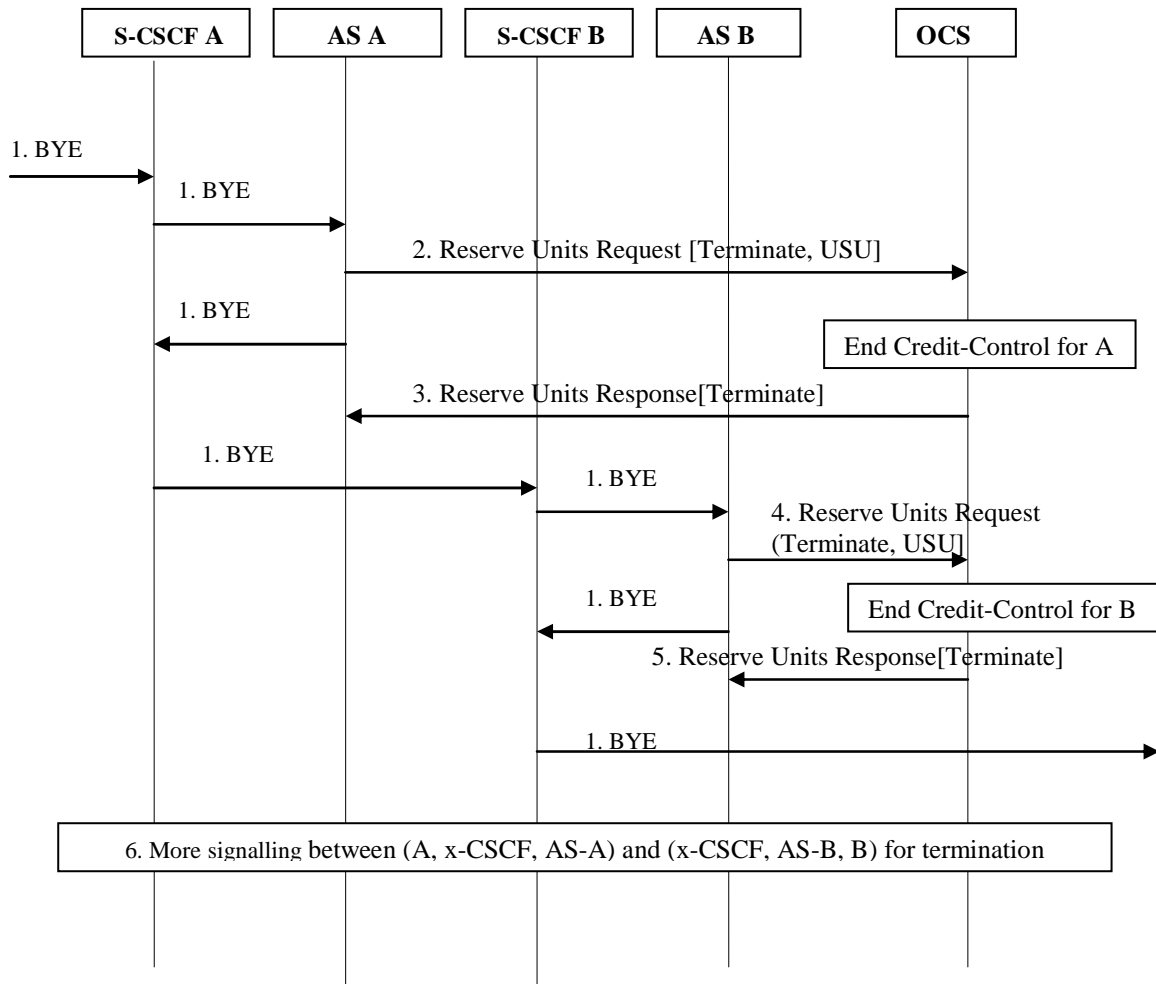 S-CSCF A
AS A
S-CSCF B
AS B
OCS
1. BYE
1. BYE
2. Reserve Units Request [Terminate, USU]
1. BYE
End Credit-Control for A
3. Reserve Units Response[Terminate]
1. BYE
1. BYE
4. Reserve Units Request
(Terminate, USU]
1. BYE
End Credit-Control for B
5. Reserve Units Response[Terminate]
1. BYE
6. More signalling between (A, x-CSCF, AS-A) and (x-CSCF, AS-B, B) for termination